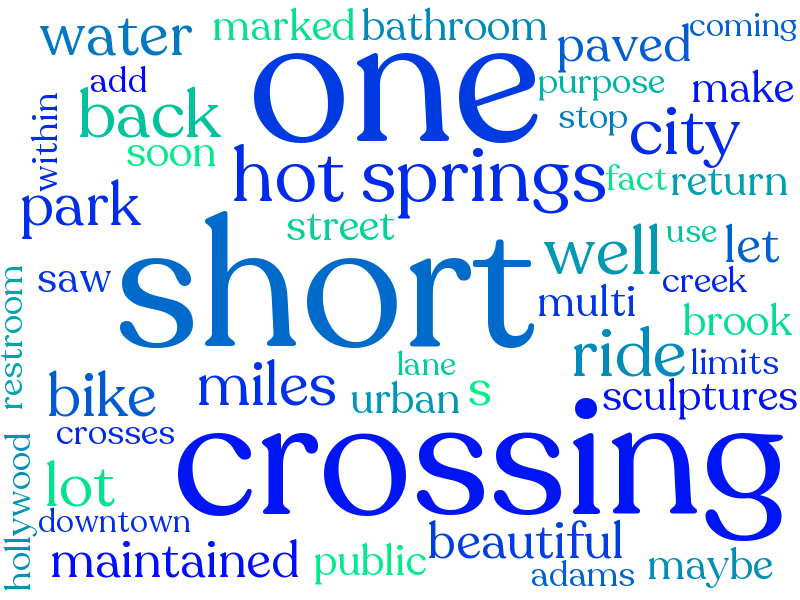 water
marked
bathroom
coming
paved
one
add
back
purpose
make
within
stop
city
soon
hot springs
fact
return
park
street
well
use
let
saw
short
multi
creek
restroom
brook
ride
lane
limits
miles
bike
urban
s
sculptures
crosses
crossing
lot
hollywood
downtown
beautiful
maintained
public
adams
maybe